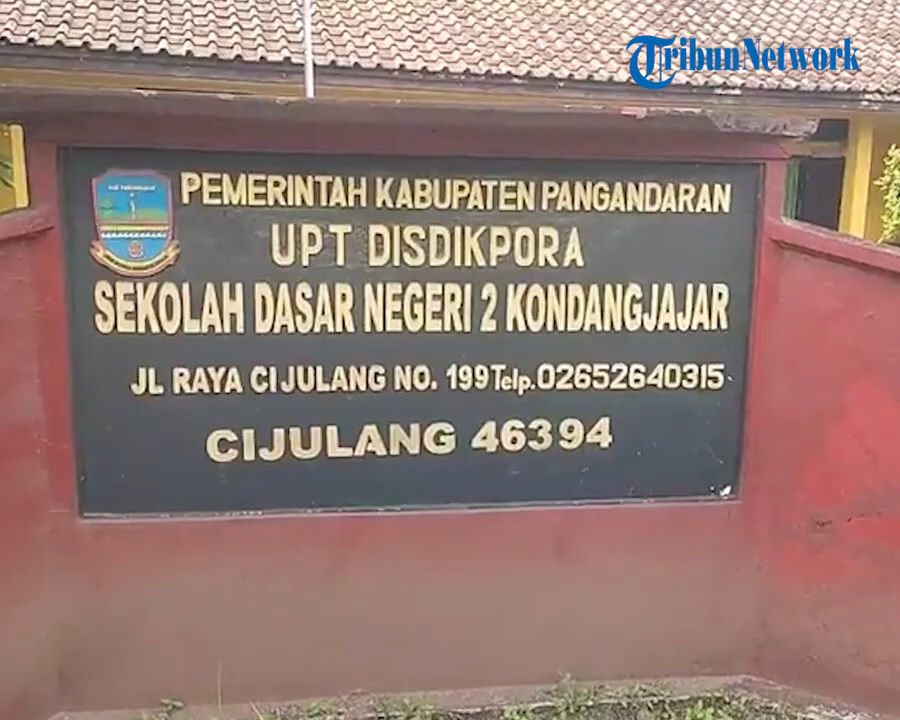 Tribun Network
PEMERINTAH KABUPATEN PANGANDARAN
UPT DISDIKPORA
SEKOLAH DASAR NEGERI 2 KONDANGJAJAR
JL RAYA CIJULANG NO. 199 Telp. 02652640315
CIJULANG 46394